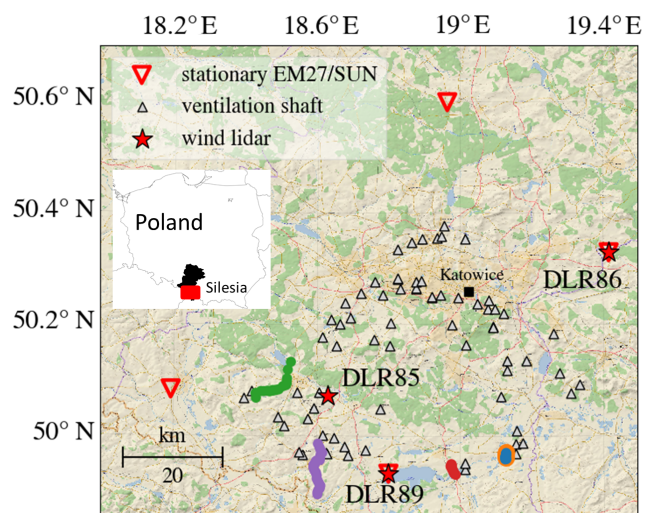 18.2°E 18.6°E 19°E 19.4°E
50.6° N
50.4° N
50.2° N
50° N
stationary EM27/SUN
ventilation shaft
wind lidar
Poland
Silesia
Katowice
DLR86
DLR85
DLR89
km
20